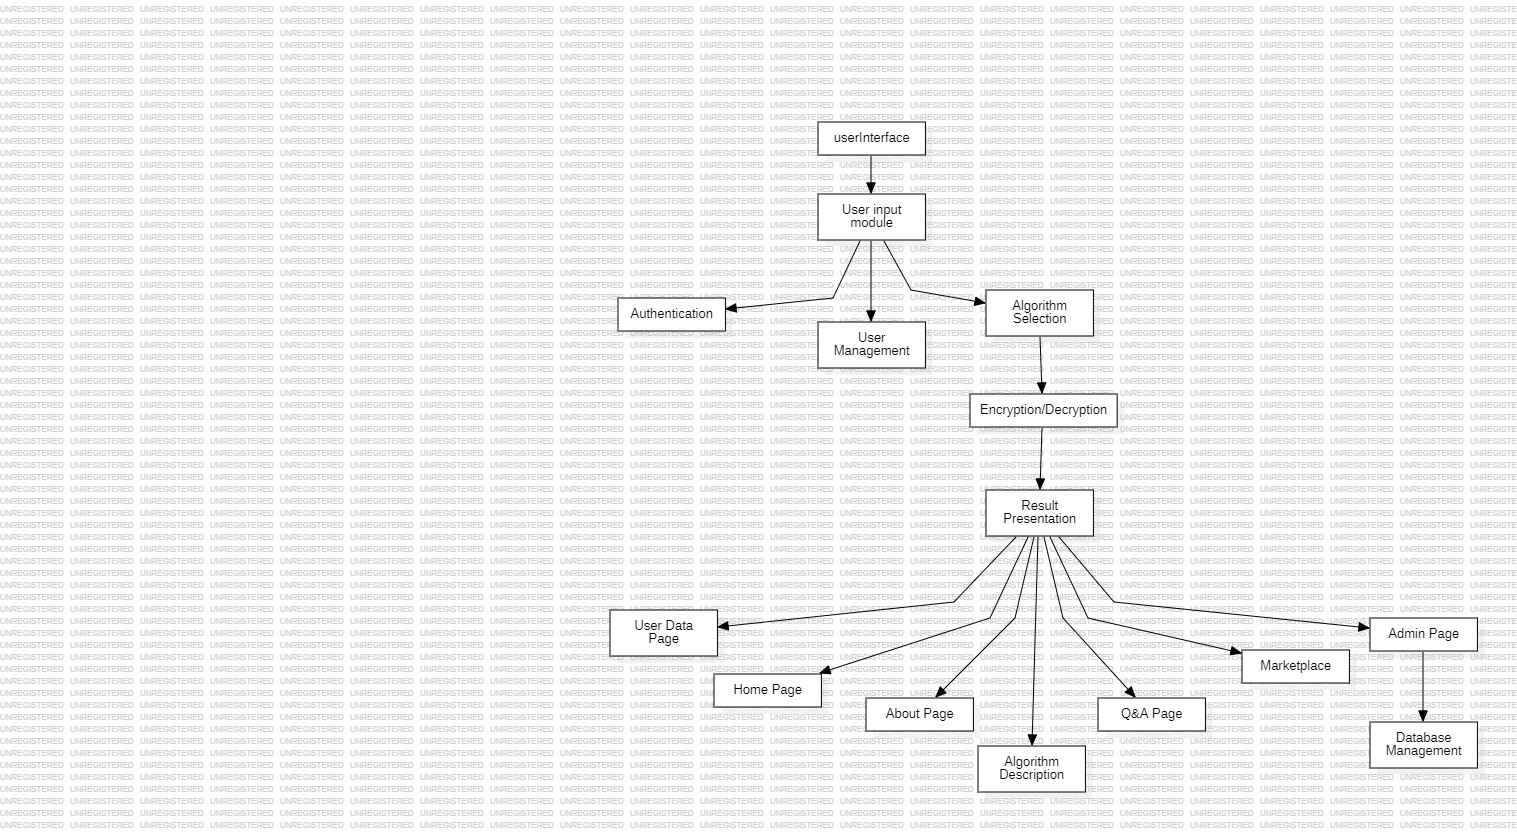 userInterface
User input
module
Authentication
User
Management
Algorithm
Selection
Encryption/Decryption
Result
Presentation
User Data
Page
Home Page
About Page
Algorithm
Description
Q&A Page
Marketplace
Admin Page
Database
Management
UNREGISTERED